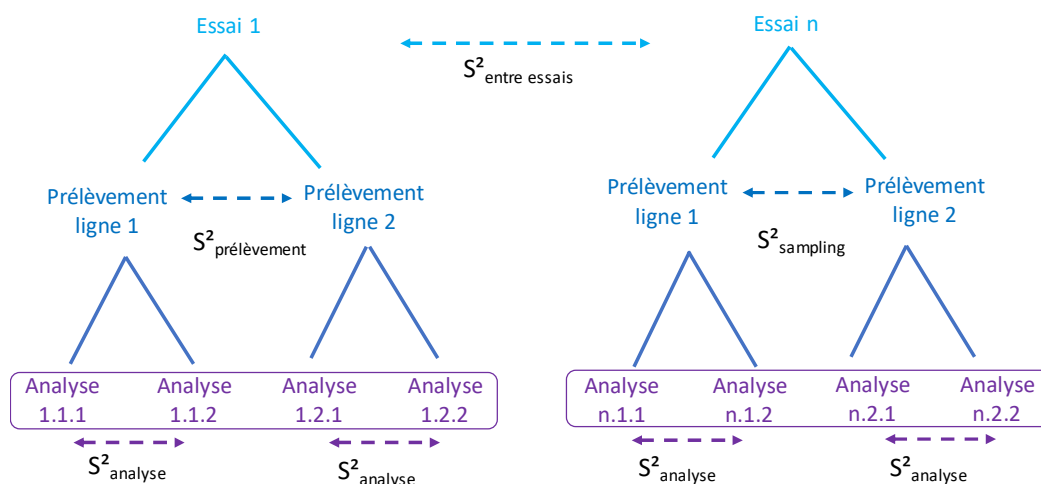 Essai 1
Essai n
S²entre essais
Prélèvement
ligne 1
Prélèvement
ligne 2
Prélèvement
ligne 1
Prélèvement
ligne 2
S²prélèvement
S²sampling
Analyse
1.1.1
Analyse
1.1.2
Analyse
1.2.1
Analyse
1.2.2
Analyse
n.1.1
Analyse
n.1.2
Analyse
n.2.1
Analyse
n.2.2
S²analyse
S²analyse
S²analyse
S²analyse